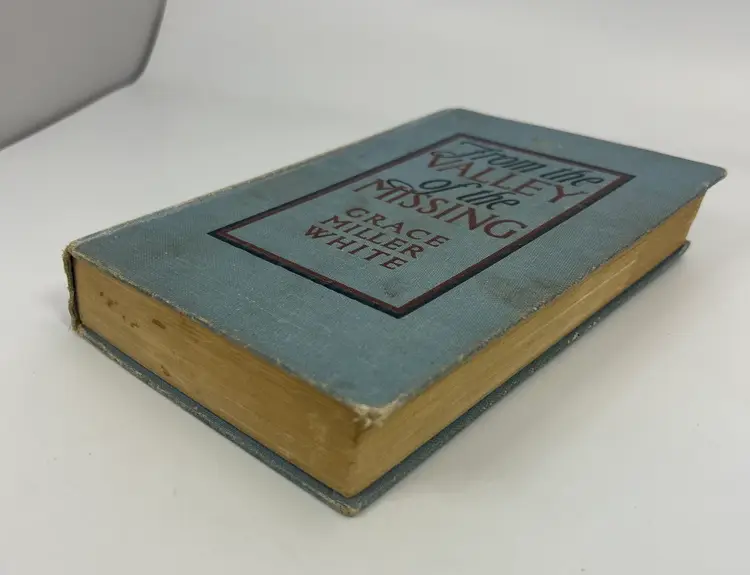 From the
VALLEY
of the
MISSING
GRACE
MILLER
WHITE